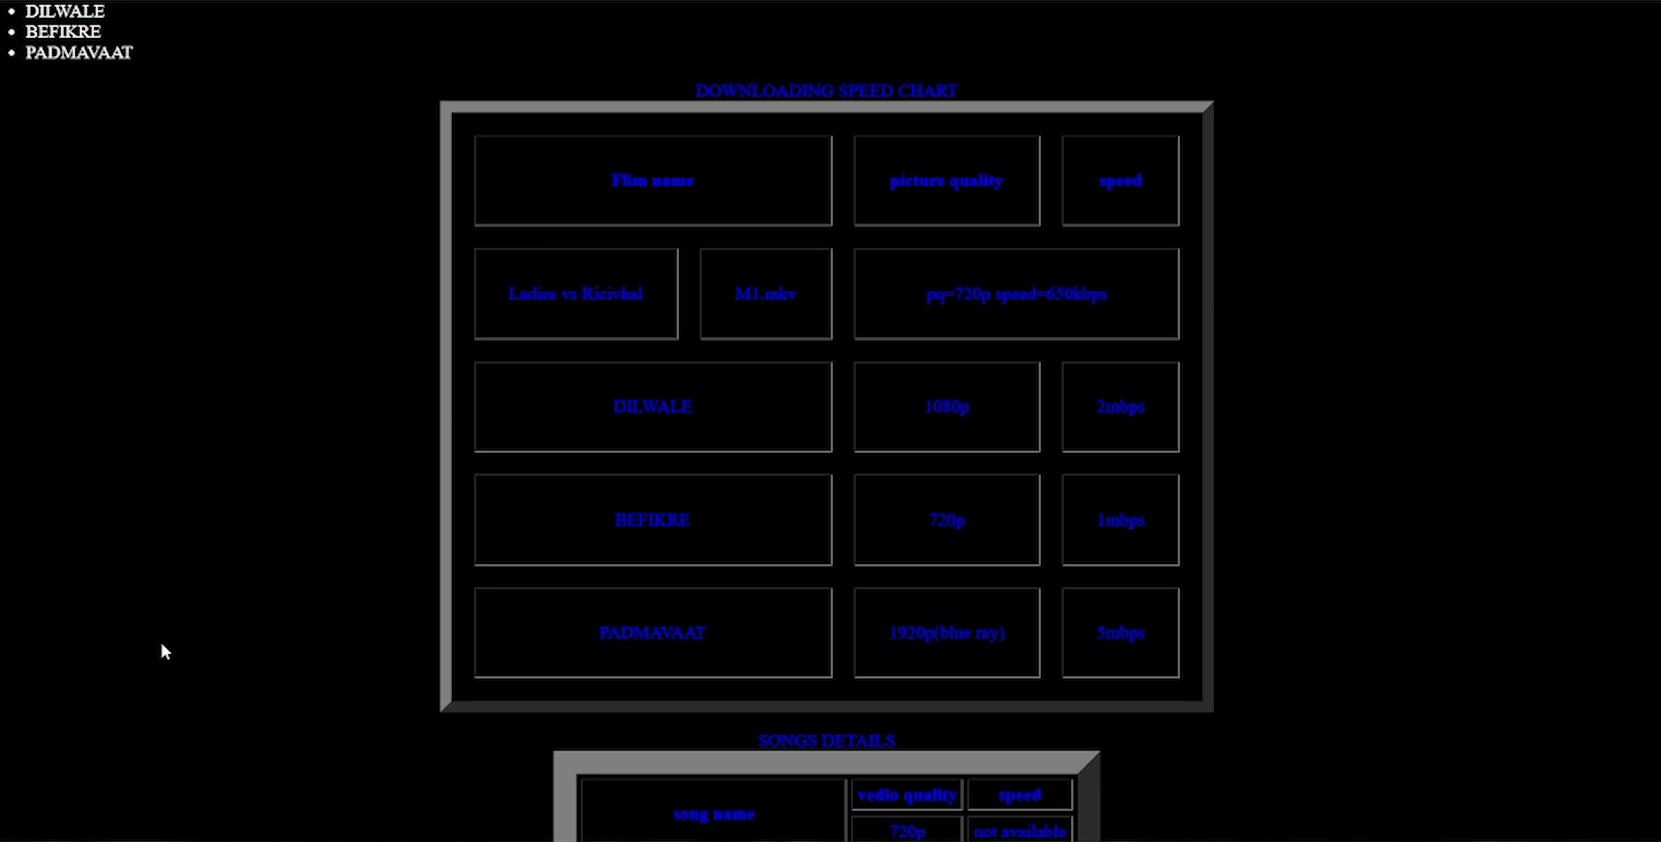 DILWALE
BEFIKRE
PADMAVAAT
DOWNLOADING SPEED CHART
Flim name picture quality speed
Ladies vs Ricivhal M1.mkv pq=720p speed=650kbps
DILWALE 1080p 2mbps
BEFIKRE 720p 1mbps
PADMAVAAT 1920p(blue ray) 5mbps
SONGS DETAILS
song name vedio quality speed
720p not available